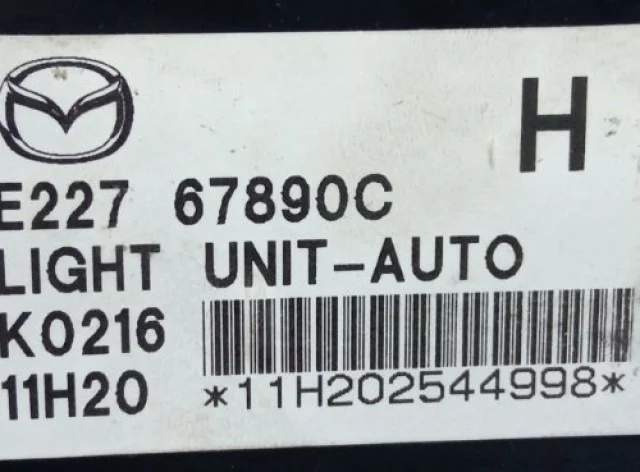 H
E227 67890C
LIGHT UNIT-AUTO
K0216
11H20 *11H202544998*